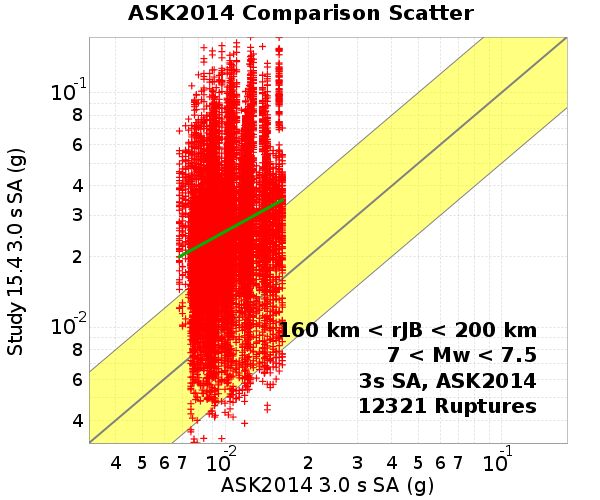 ASK2014 Comparison Scatter
Study 15.4 3.0 s SA (g)
10⁻¹
8
6
4
3
2
10⁻²
8
6
4
160 km < rJB < 200 km
7 < Mw < 7.5
3s SA, ASK2014
12321 Ruptures
4 5 6 7 10⁻² 2 3 4 5 6 7 10⁻¹
ASK2014 3.0 s SA (g)